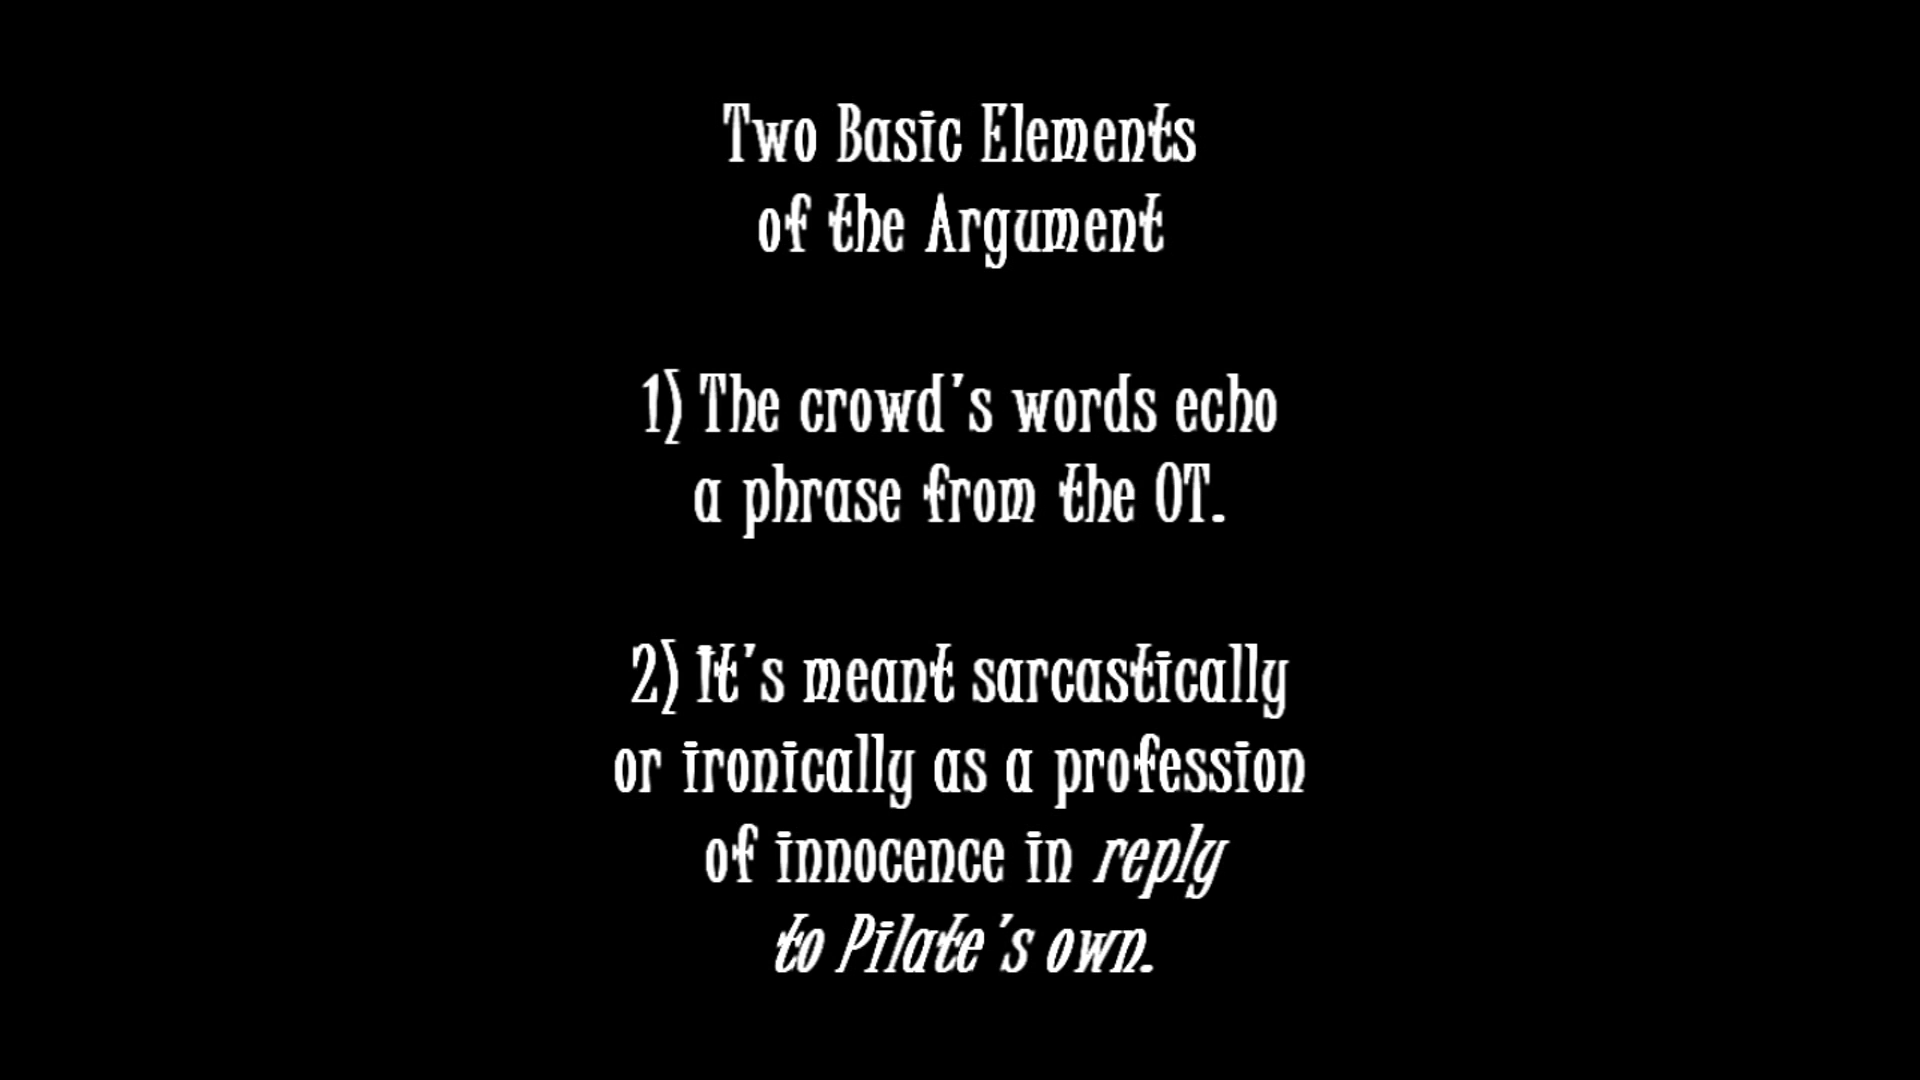 Two Basic Elements
of the Argument
1) The crowd's words echo
a phrase from the OT.
2) It's meant sarcastically
or ironically as a profession
of innocence in reply
to Pilate's own.